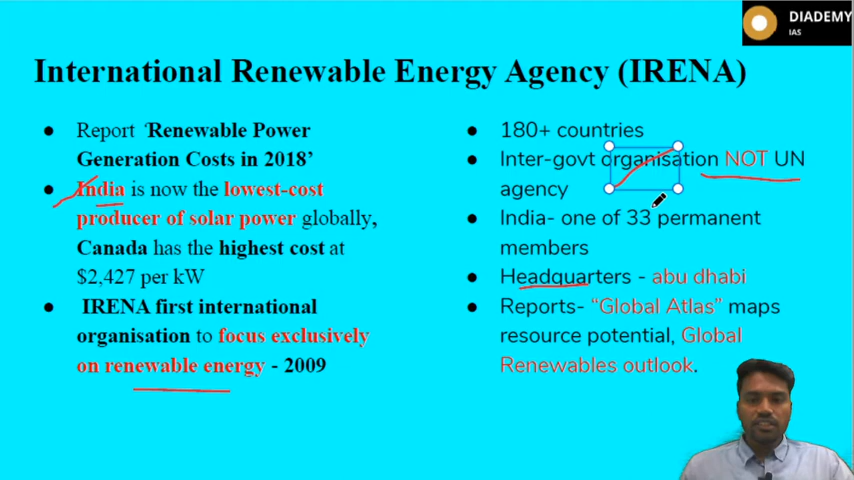 DIADEMY
IAS
International Renewable Energy Agency (IRENA)
● Report ‘Renewable Power
Generation Costs in 2018’
● India is now the lowest-cost
producer of solar power globally,
Canada has the highest cost at
$2,427 per kW
● IRENA first international
organisation to focus exclusively
on renewable energy - 2009
● 180+ countries
● Inter-govt organisation NOT UN
agency
● India- one of 33 permanent
members
● Headquarters - abu dhabi
● Reports- “Global Atlas” maps
resource potential, Global
Renewables outlook.